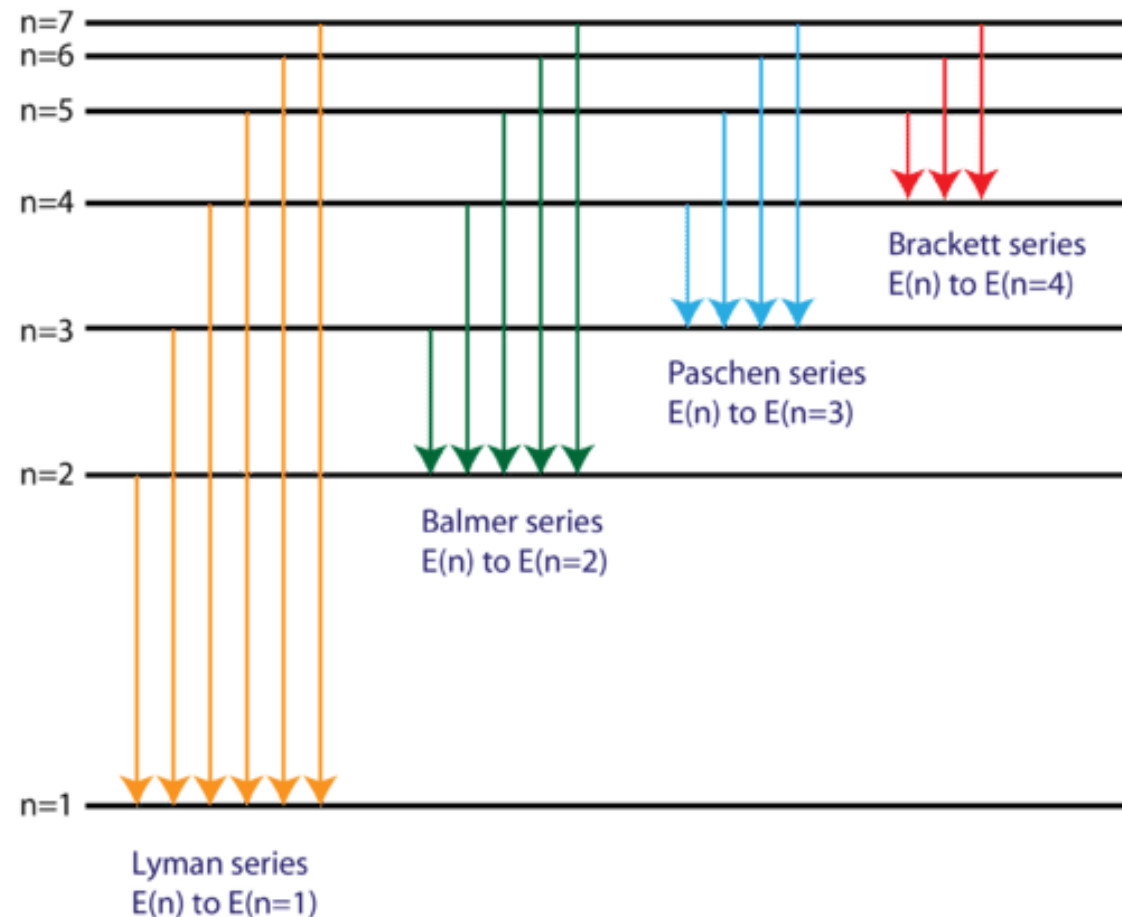 n=7
n=6
n=5
n=4
Brackett series
E(n) to E(n=4)
n=3
Paschen series
E(n) to E(n=3)
n=2
Balmer series
E(n) to E(n=2)
n=1
Lyman series
E(n) to E(n=1)